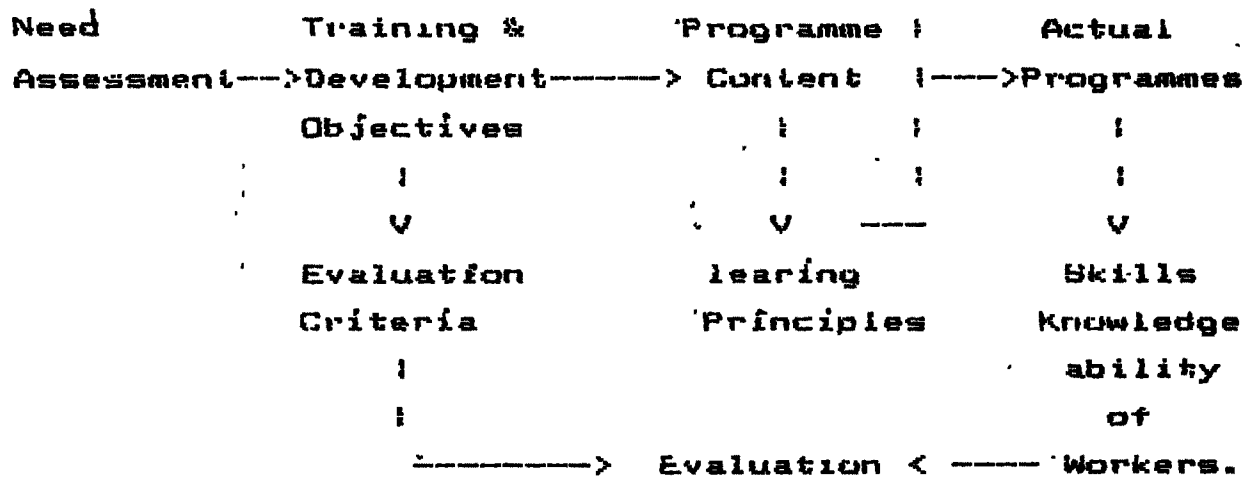 Need Training & Programme | Actual
Assessment-->Development-----> Content |--->Programmes
Objectives | | |
| | | |
V V --- V
Evaluation learing Skills
Criteria Principles Knowledge
| ability
| of
--------> Evaluation < ---- Workers.